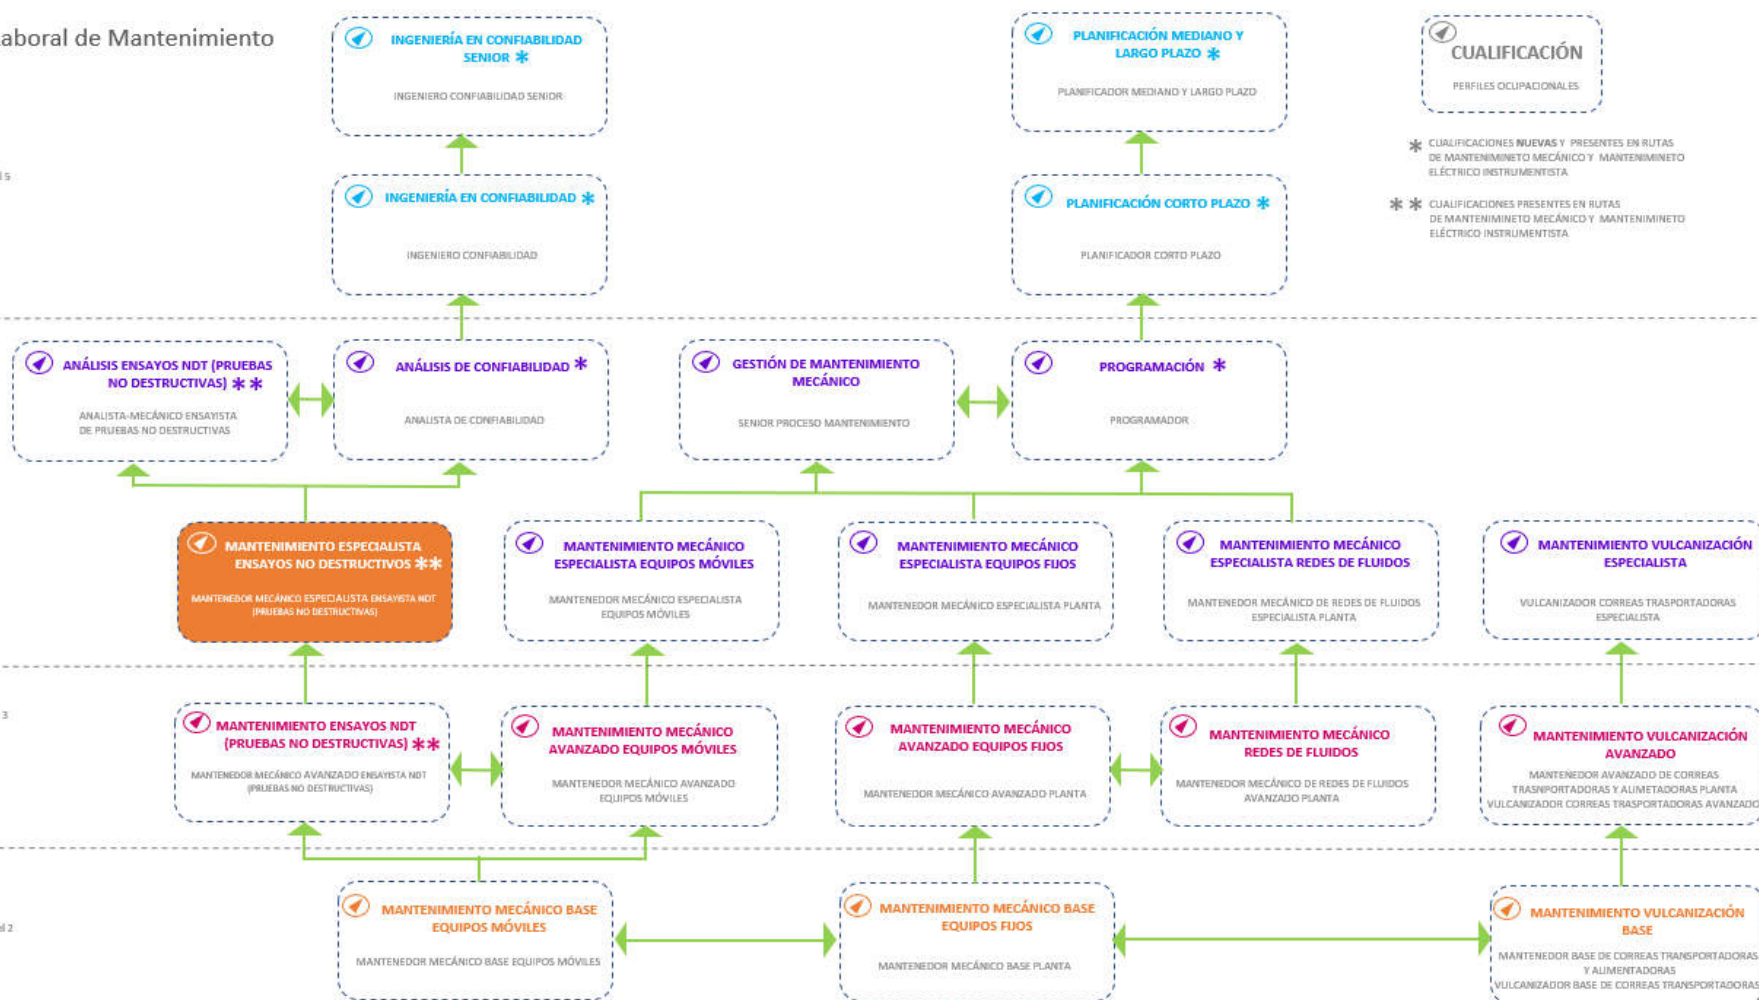 aboral de Mantenimiento
INGENIERÍA EN CONFIABILIDAD
SENIOR *
INGENIERO CONFIABILIDAD SENIOR
PLANIFICACIÓN MEDIANO Y
LARGO PLAZO *
PLANIFICADOR MEDIANO Y LARGO PLAZO
CUALIFICACIÓN
PERFILES OCUPACIONALES
* CUALIFICACIONES NUEVAS Y PRESENTES EN RUTAS
DE MANTENIMINETO MECÁNICO Y MANTENIMINETO
ELÉCTRICO INSTRUMENTISTA
* * CUALIFICACIONES PRESENTES EN RUTAS
DE MANTENIMINETO MECÁNICO Y MANTENIMINETO
ELÉCTRICO INSTRUMENTISTA
l 5
INGENIERÍA EN CONFIABILIDAD *
INGENIERO CONFIABILIDAD
PLANIFICACIÓN CORTO PLAZO *
PLANIFICADOR CORTO PLAZO
ANÁLISIS ENSAYOS NDT (PRUEBAS
NO DESTRUCTIVAS) * *
ANALISTA-MECÁNICO ENSAYISTA
DE PRUEBAS NO DESTRUCTIVAS
ANÁLISIS DE CONFIABILIDAD *
ANALISTA DE CONFIABILIDAD
GESTIÓN DE MANTENIMIENTO
MECÁNICO
SENIOR PROCESO MANTENIMIENTO
PROGRAMACIÓN *
PROGRAMADOR
MANTENIMIENTO ESPECIALISTA
ENSAYOS NO DESTRUCTIVOS **
MANTENEDOR MECÁNICO ESPECIALISTA ENSAYISTA NDT
(PRUEBAS NO DESTRUCTIVAS)
MANTENIMIENTO MECÁNICO
ESPECIALISTA EQUIPOS MÓVILES
MANTENEDOR MECÁNICO ESPECIALISTA
EQUIPOS MÓVILES
MANTENIMIENTO MECÁNICO
ESPECIALISTA EQUIPOS FIJOS
MANTENEDOR MECÁNICO ESPECIALISTA PLANTA
MANTENIMIENTO MECÁNICO
ESPECIALISTA REDES DE FLUIDOS
MANTENEDOR MECÁNICO DE REDES DE FLUIDOS
ESPECIALISTA PLANTA
MANTENIMIENTO VULCANIZACIÓN
ESPECIALISTA
VULCANIZADOR CORREAS TRASPORTADORAS
ESPECIALISTA
3
MANTENIMIENTO ENSAYOS NDT
(PRUEBAS NO DESTRUCTIVAS) **
MANTENEDOR MECÁNICO AVANZADO ENSAYISTA NDT
(PRUEBAS NO DESTRUCTIVAS)
MANTENIMIENTO MECÁNICO
AVANZADO EQUIPOS MÓVILES
MANTENEDOR MECÁNICO AVANZADO
EQUIPOS MÓVILES
MANTENIMIENTO MECÁNICO
AVANZADO EQUIPOS FIJOS
MANTENEDOR MECÁNICO AVANZADO PLANTA
MANTENIMIENTO MECÁNICO
REDES DE FLUIDOS
MANTENEDOR MECÁNICO DE REDES DE FLUIDOS
AVANZADO PLANTA
MANTENIMIENTO VULCANIZACIÓN
AVANZADO
MANTENEDOR AVANZADO DE CORREAS
TRASNPORTADORAS Y ALIMETADORAS PLANTA
VULCANIZADOR CORREAS TRASPORTADORAS AVANZADO
el 2
MANTENIMIENTO MECÁNICO BASE
EQUIPOS MÓVILES
MANTENEDOR MECÁNICO BASE EQUIPOS MÓVILES
MANTENIMIENTO MECÁNICO BASE
EQUIPOS FIJOS
MANTENEDOR MECÁNICO BASE PLANTA
MANTENIMIENTO VULCANIZACIÓN
BASE
MANTENEDOR BASE DE CORREAS TRANSPORTADORAS
Y ALIMENTADORAS
VULCANIZADOR BASE DE CORREAS TRANSPORTADORAS